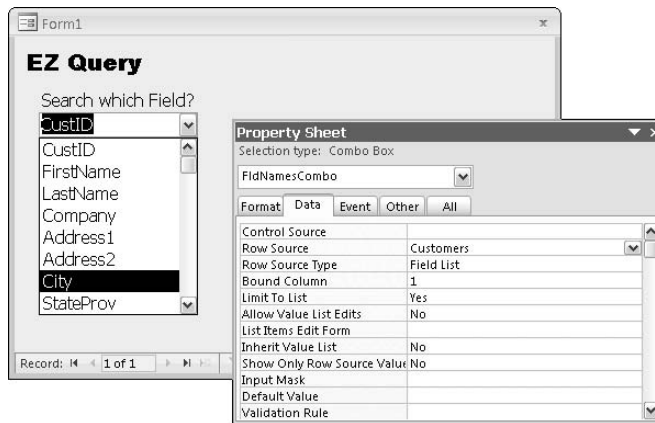 Form1
EZ Query
Search which Field?
CustID
CustID
FirstName
LastName
Company
Address1
Address2
City
StateProv
Record: 1 of 1
Property Sheet
Selection type: Combo Box
FldNamesCombo
Format Data Event Other All
Control Source
Row Source Customers
Row Source Type Field List
Bound Column 1
Limit To List Yes
Allow Value List Edits No
List Items Edit Form
Inherit Value List No
Show Only Row Source Value No
Input Mask
Default Value
Validation Rule